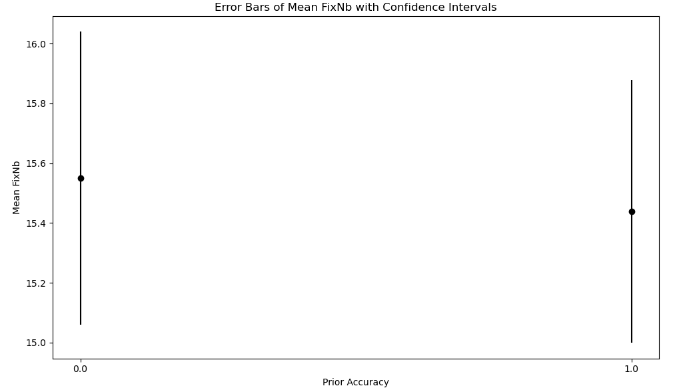 Error Bars of Mean FixNb with Confidence Intervals
16.0
15.8
15.6
15.4
15.2
15.0
Mean FixNb
0.0
1.0
Prior Accuracy